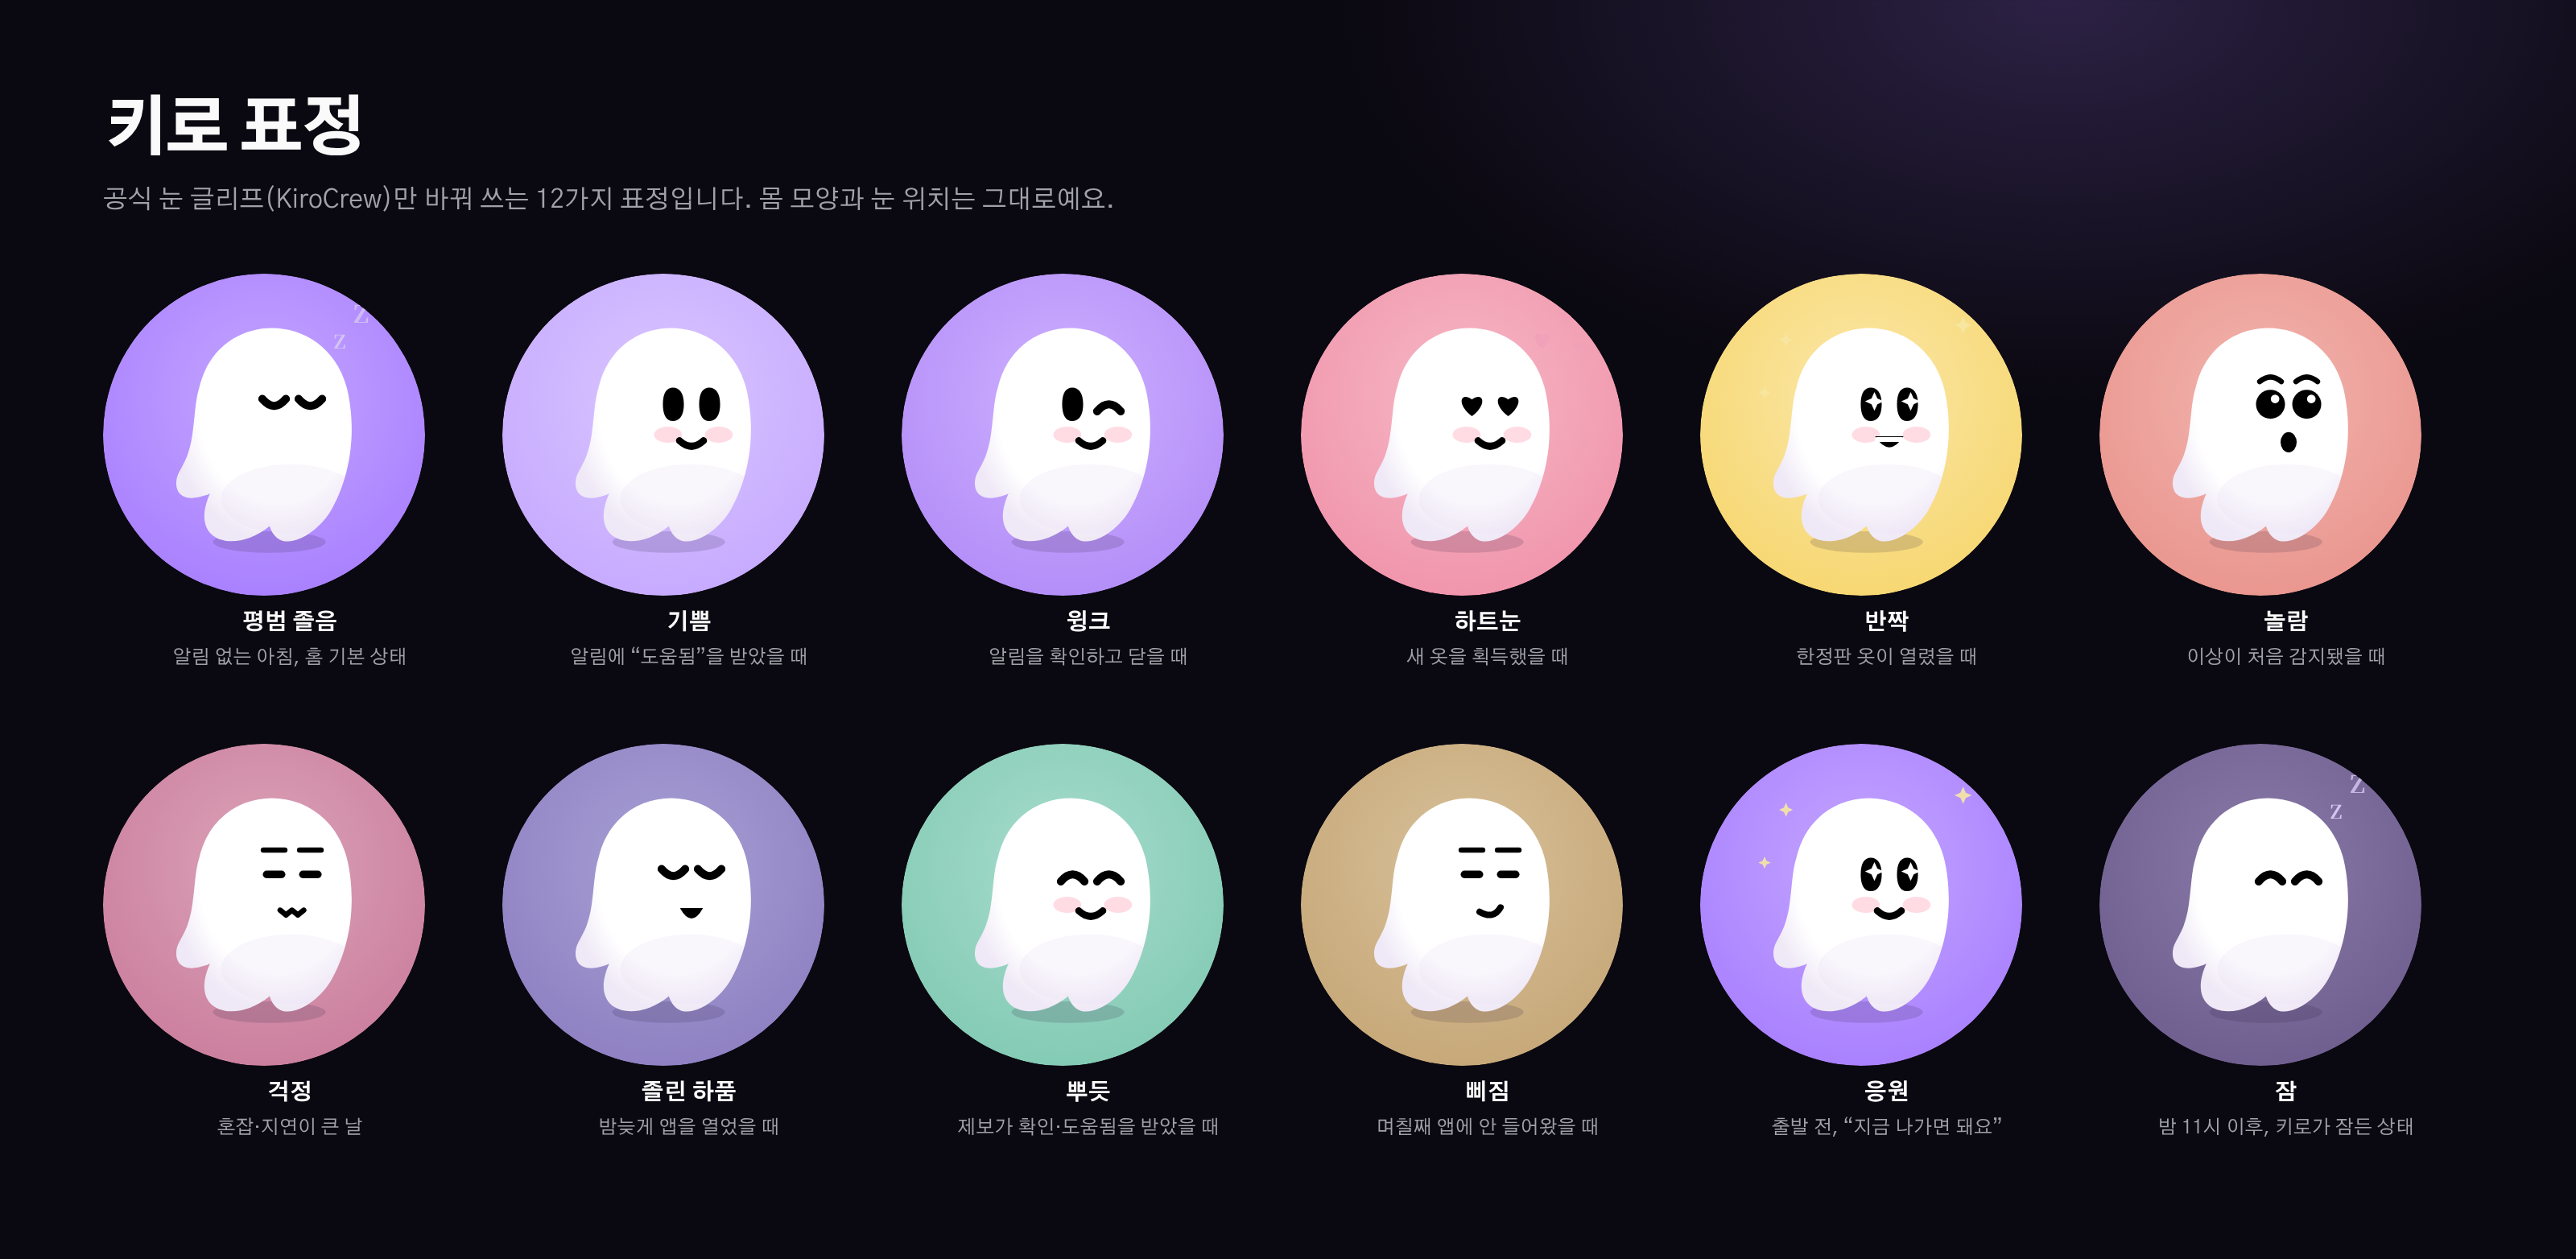 키로 표정
공식 눈 글리프(KiroCrew)만 바꿔 쓰는 12가지 표정입니다. 몸 모양과 눈 위치는 그대로예요.
Z
z
평범 졸음
알림 없는 아침, 홈 기본 상태
기쁨
알림에 “도움됨”을 받았을 때
윙크
알림을 확인하고 닫을 때
하트눈
새 옷을 획득했을 때
반짝
한정판 옷이 열렸을 때
놀람
이상이 처음 감지됐을 때
Z
z
걱정
혼잡·지연이 큰 날
졸린 하품
밤늦게 앱을 열었을 때
뿌듯
제보가 확인·도움됨을 받았을 때
삐짐
며칠째 앱에 안 들어왔을 때
응원
출발 전, “지금 나가면 돼요”
잠
밤 11시 이후, 키로가 잠든 상태